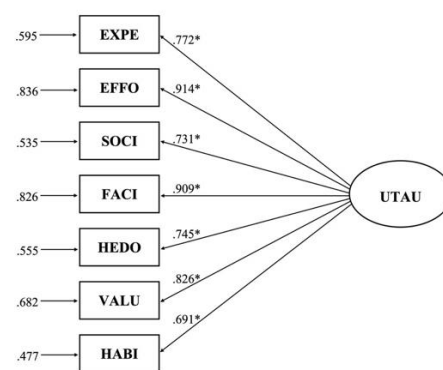 .595 EXPE .772*
.836 EFFO .914*
.535 SOCI .731*
.826 FACI .909* UTAU
.555 HEDO .745*
.682 VALU .826*
.477 HABI .691*